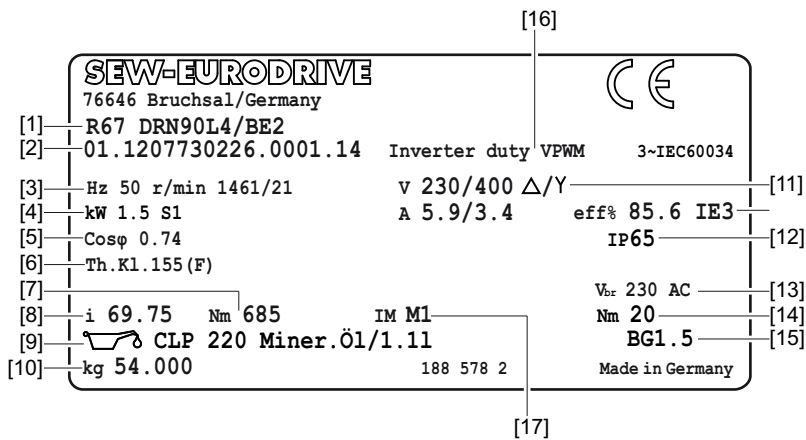 [16]
SEW-EURODRIVE CE
76646 Bruchsal/Germany
[1] R67 DRN90L4/BE2
[2] 01.1207730226.0001.14 Inverter duty VPWM 3~IEC60034
[3] Hz 50 r/min 1461/21 V 230/400 △/Y [11]
[4] kW 1.5 S1 A 5.9/3.4 eff% 85.6 IE3
[5] Cosφ 0.74 IP65 [12]
[6] Th.Kl.155(F)
[7]
Vbr 230 AC [13]
[8] i 69.75 Nm 685 IM M1 Nm 20 [14]
[9] CLP 220 Miner.Öl/1.1l BG1.5 [15]
[10] kg 54.000 188 578 2 Made in Germany
[17]